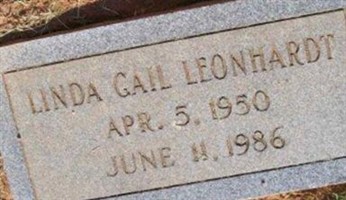 LINDA GAIL LEONHARDT
APR. 5. 1950
JUNE 11. 1986